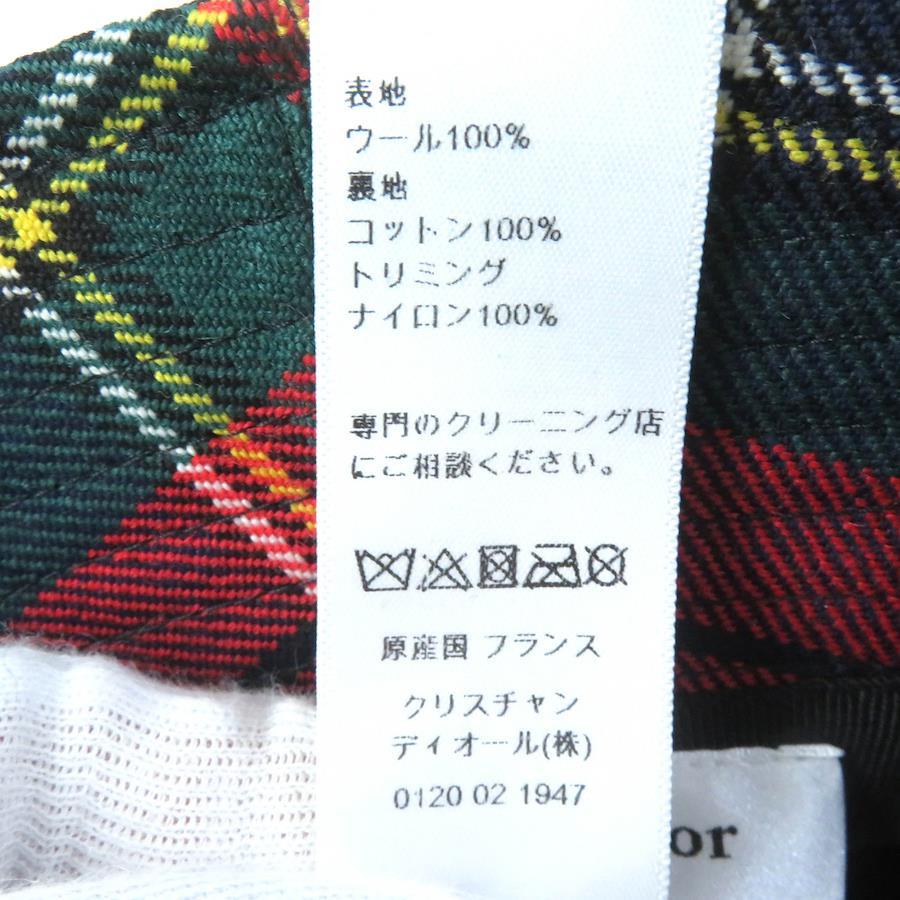 表地
ウール100%
裏地
コットン100%
トリミング
ナイロン100%
専門のクリーニング店
にご相談ください。
原産国 フランス
クリスチャン
ディオール(株)
0120 02 1947
or